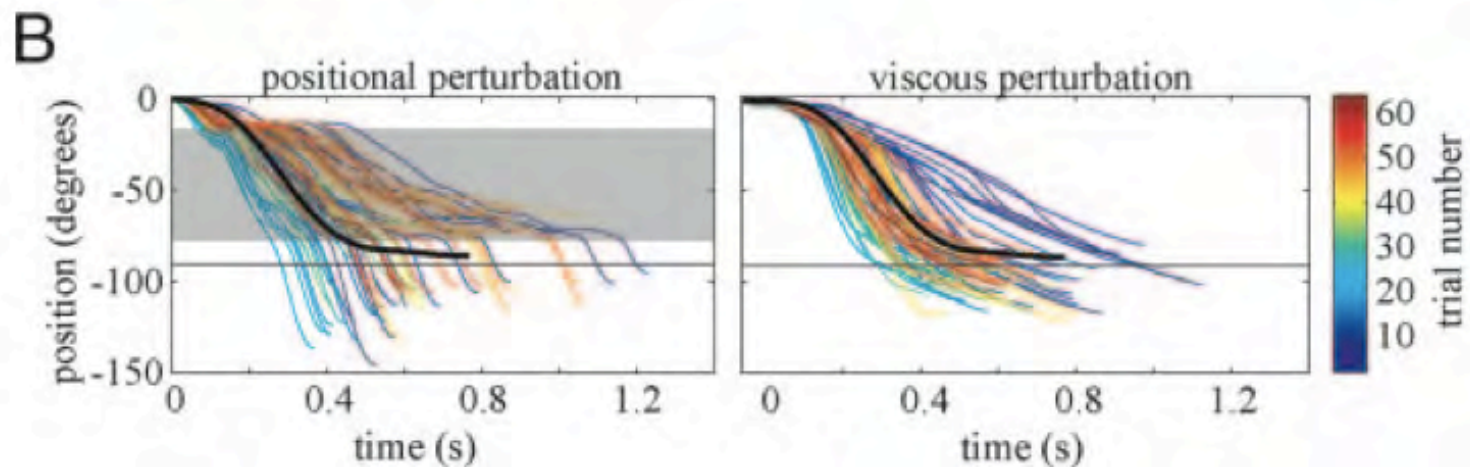 B
positional perturbation
viscous perturbation
position (degrees)
0
-50
-100
-150
0
0.4
0.8
1.2
time (s)
0
0.4
0.8
1.2
time (s)
60
50
40
30
20
10
trial number